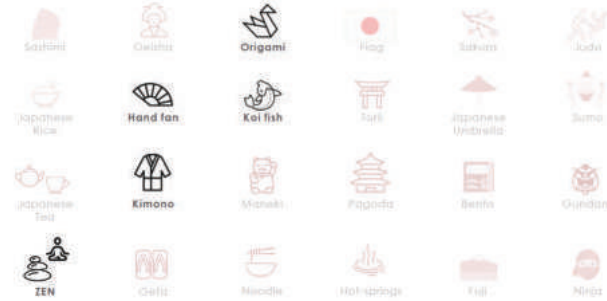 Sashimi
Geisha
Origami
Flag
Sakura
Judo
Japanese
Rice
Hand fan
Koi fish
Torii
Japanese
Umbrella
Sumo
Japanese
Tea
Kimono
Maneki
Pagoda
Bento
Gundam
ZEN
Geta
Noodle
Hot-springs
Fuji
Ninja